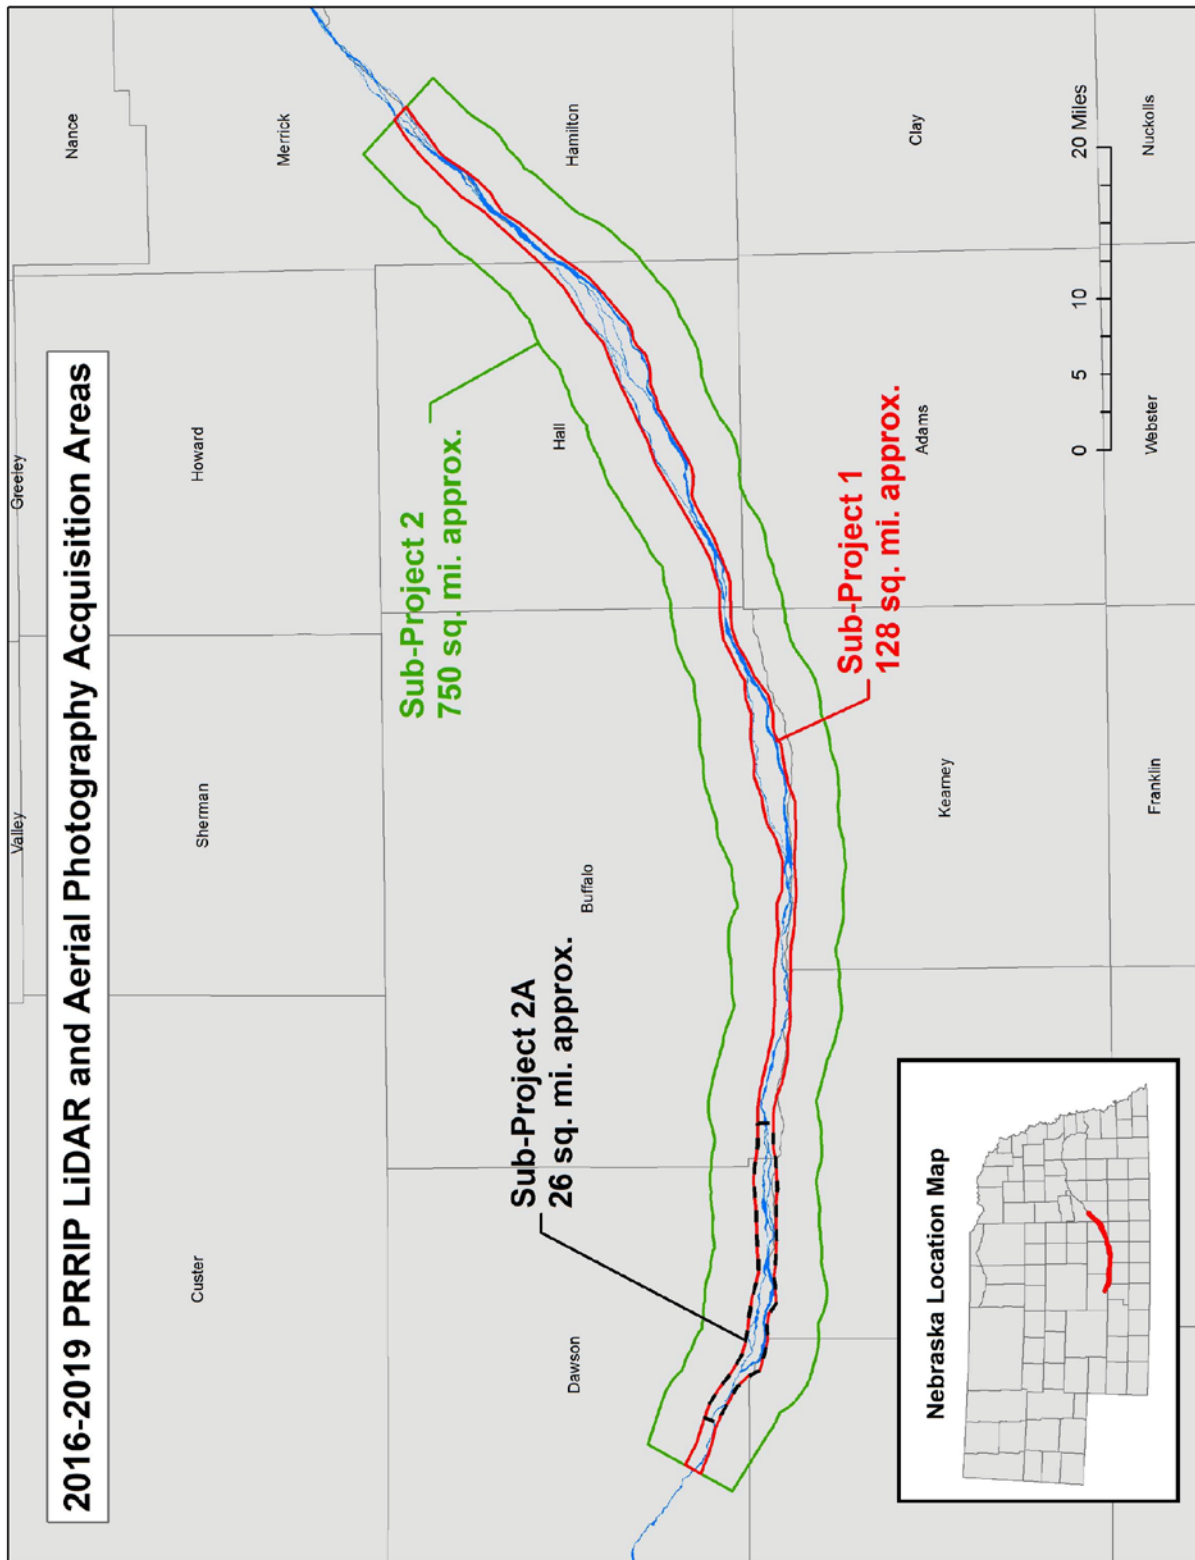 2016-2019 PRRIP LiDAR and Aerial Photography Acquisition Areas
Valley
Greeley
Nance
Custer
Sherman
Howard
Merrick
Sub-Project 2
750 sq. mi. approx.
Sub-Project 2A
26 sq. mi. approx.
Dawson
Buffalo
Hall
Hamilton
Sub-Project 1
128 sq. mi. approx.
Kearney
Adams
Clay
Nebraska Location Map
0 5 10 20 Miles
Franklin
Webster
Nuckolls